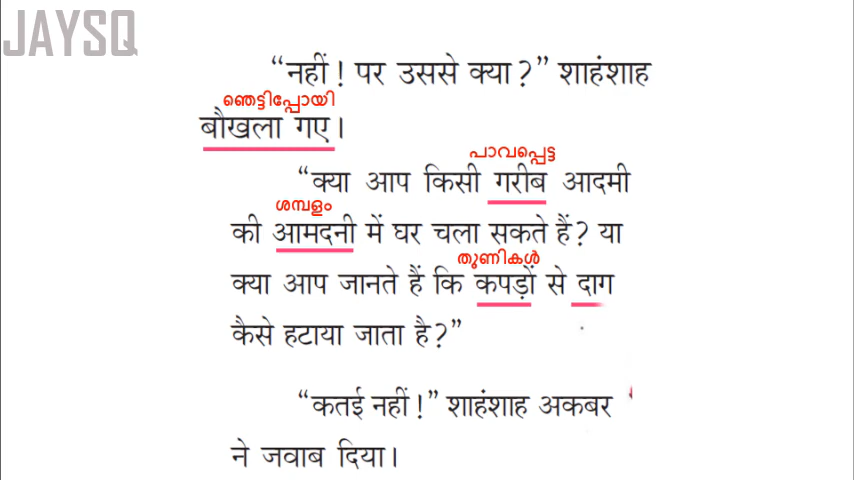 JAYSQ
“नहीं! पर उससे क्या?” शाहंशाह
ഞെട്ടിപ്പോയി
बौखला गए।
പാവപ്പെട്ട
“क्या आप किसी गरीब आदमी
ശമ്പളം
की आमदनी में घर चला सकते हैं? या
തുണികൾ
क्या आप जानते हैं कि कपड़ों से दाग
कैसे हटाया जाता है?”
“कतई नहीं!” शाहंशाह अकबर
ने जवाब दिया।